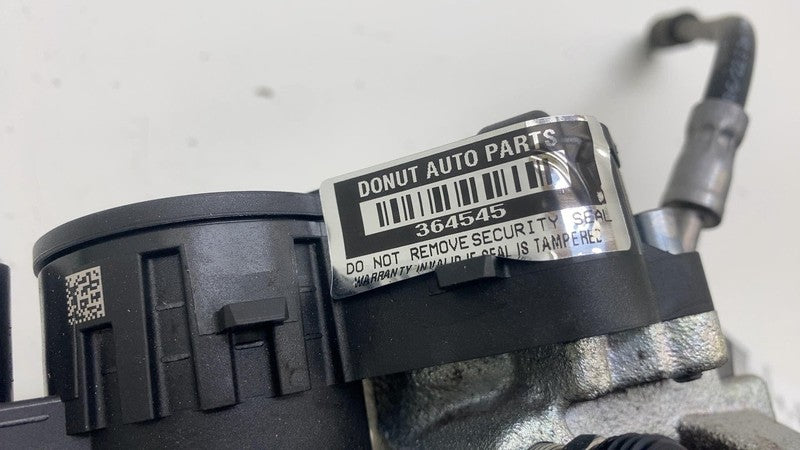 DONUT AUTO PARTS
364545
DO NOT REMOVE SECURITY SEAL
WARRANTY INVALID IF SEAL IS TAMPERED